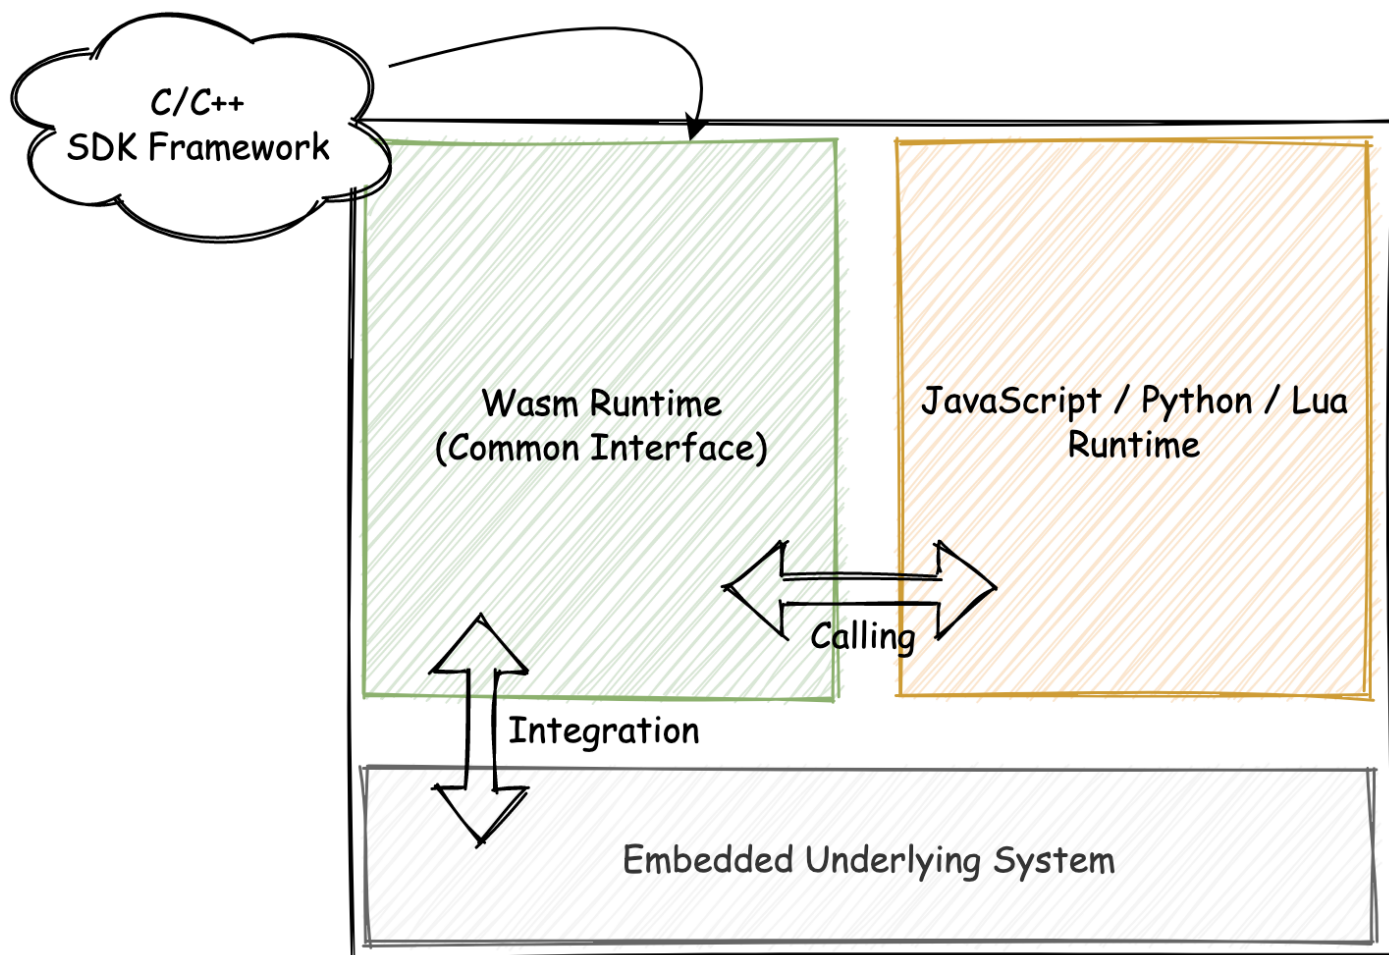 C/C++
SDK Framework
Wasm Runtime
(Common Interface)
JavaScript / Python / Lua
Runtime
Calling
Integration
Embedded Underlying System